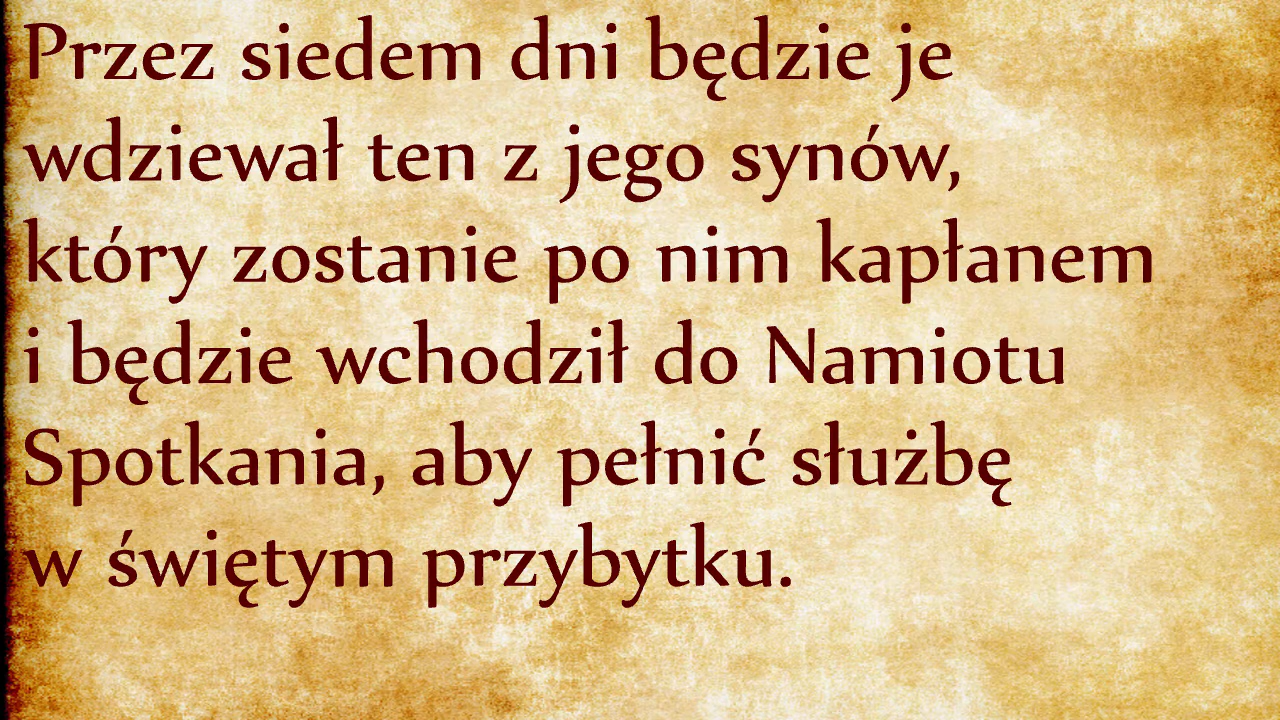 Przez siedem dni będzie je
wdziewał ten z jego synów,
który zostanie po nim kapłanem
i będzie wchodził do Namiotu
Spotkania, aby pełnić służbę
w świętym przybytku.